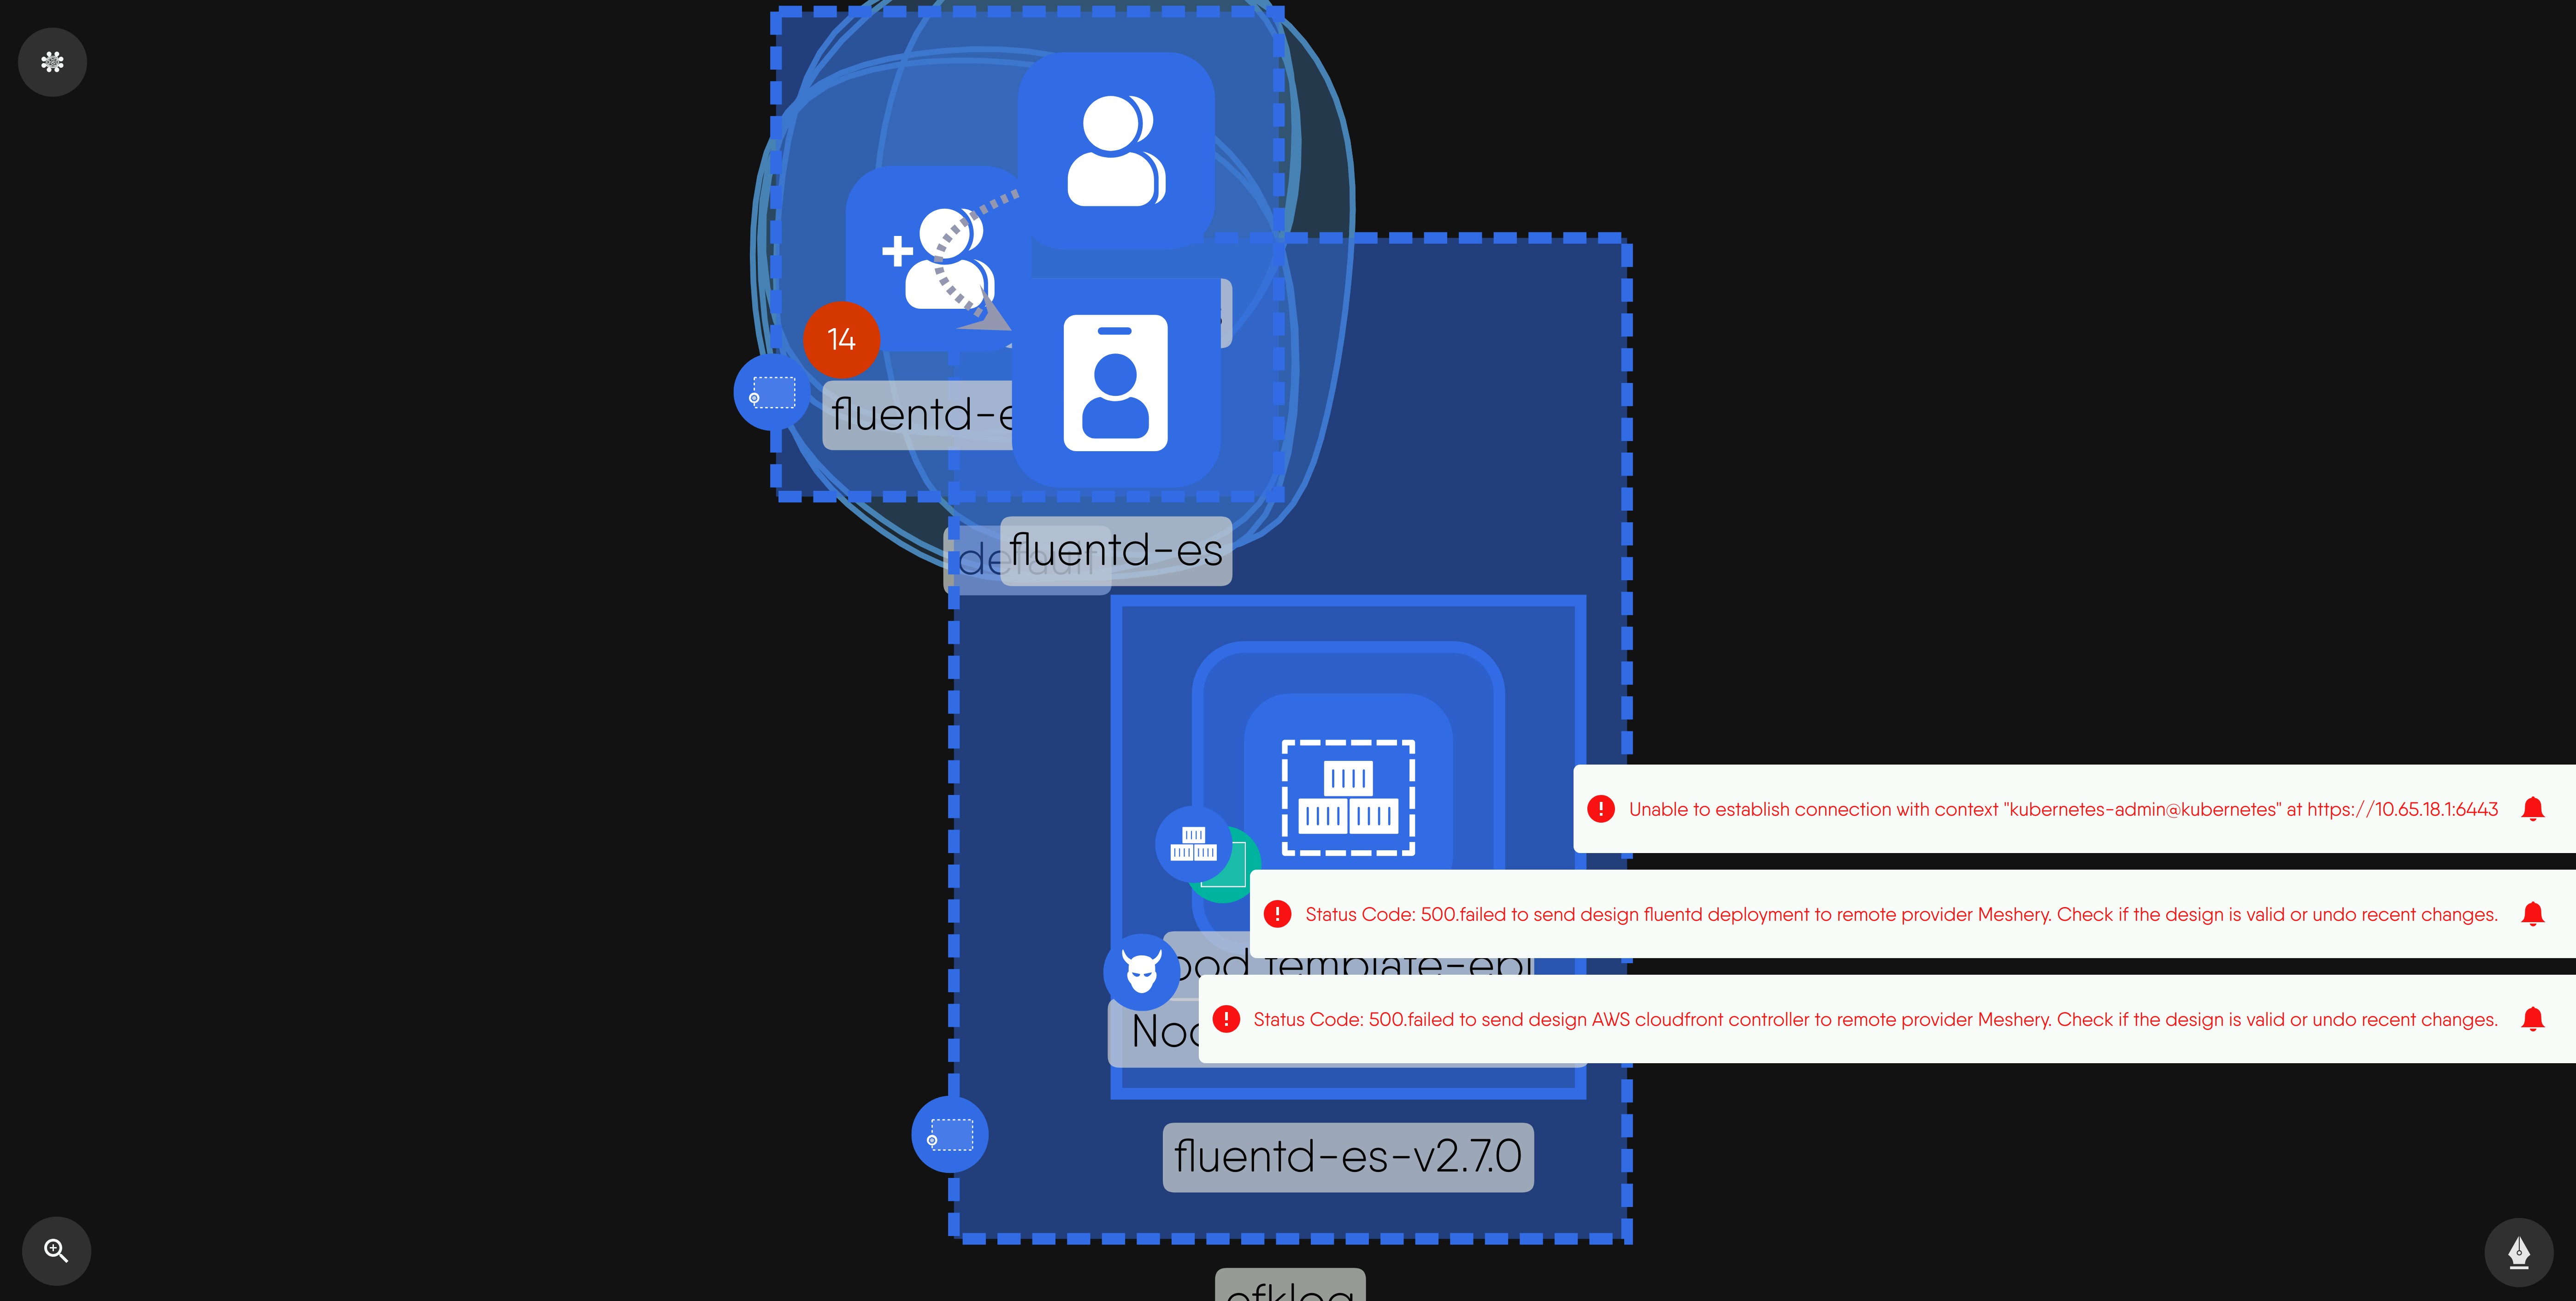 14
fluentd-e
default
fluentd-es
Unable to establish connection with context "kubernetes-admin@kubernetes" at https://10.65.18.1:6443
Status Code: 500.failed to send design fluentd deployment to remote provider Meshery. Check if the design is valid or undo recent changes.
pod template-ebl
Status Code: 500.failed to send design AWS cloudfront controller to remote provider Meshery. Check if the design is valid or undo recent changes.
fluentd-es-v2.7.0
efklog